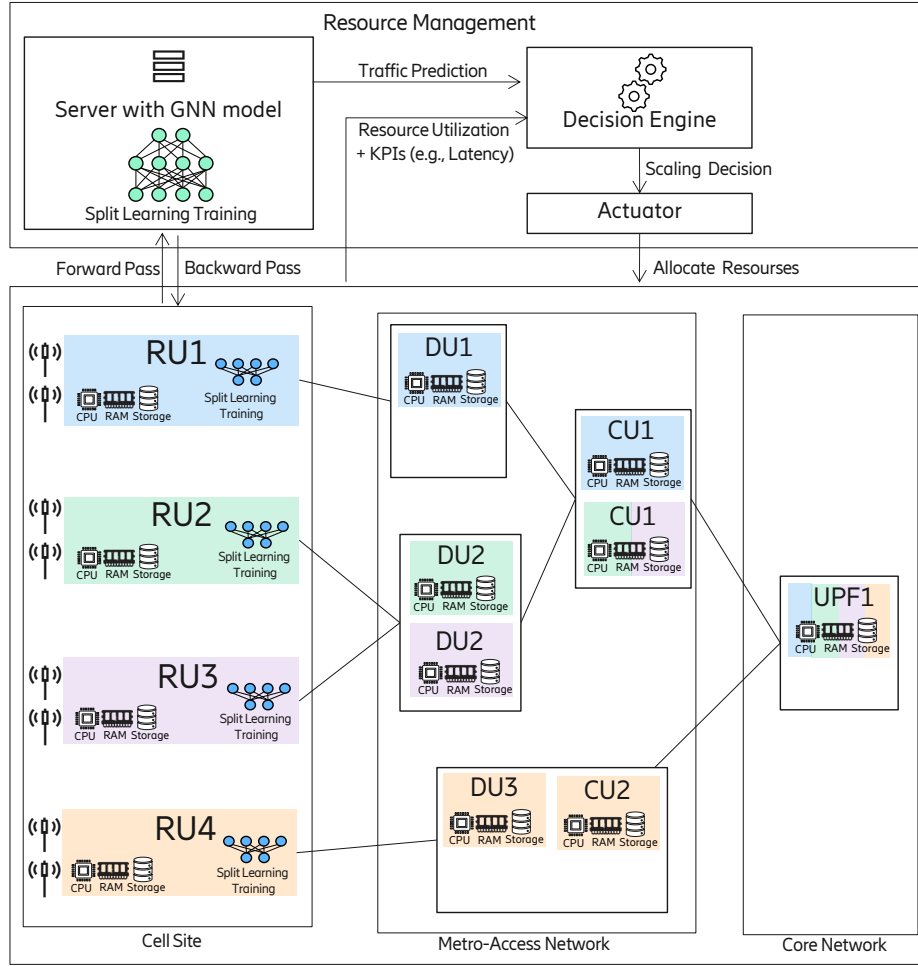 Resource Management
Server with GNN model
Split Learning Training
Traffic Prediction
Resource Utilization
+ KPIs (e.g., Latency)
Decision Engine
Scaling Decision
Actuator
Forward Pass
Backward Pass
Allocate Resourses
RU1
CPU RAM Storage
Split Learning
Training
RU2
CPU RAM Storage
Split Learning
Training
RU3
CPU RAM Storage
Split Learning
Training
RU4
CPU RAM Storage
Split Learning
Training
Cell Site
DU1
CPU RAM Storage
DU2
CPU RAM Storage
DU2
CPU RAM Storage
CU1
CPU RAM Storage
CU1
CPU RAM Storage
DU3
CPU RAM Storage
CU2
CPU RAM Storage
Metro-Access Network
UPF1
CPU RAM Storage
Core Network